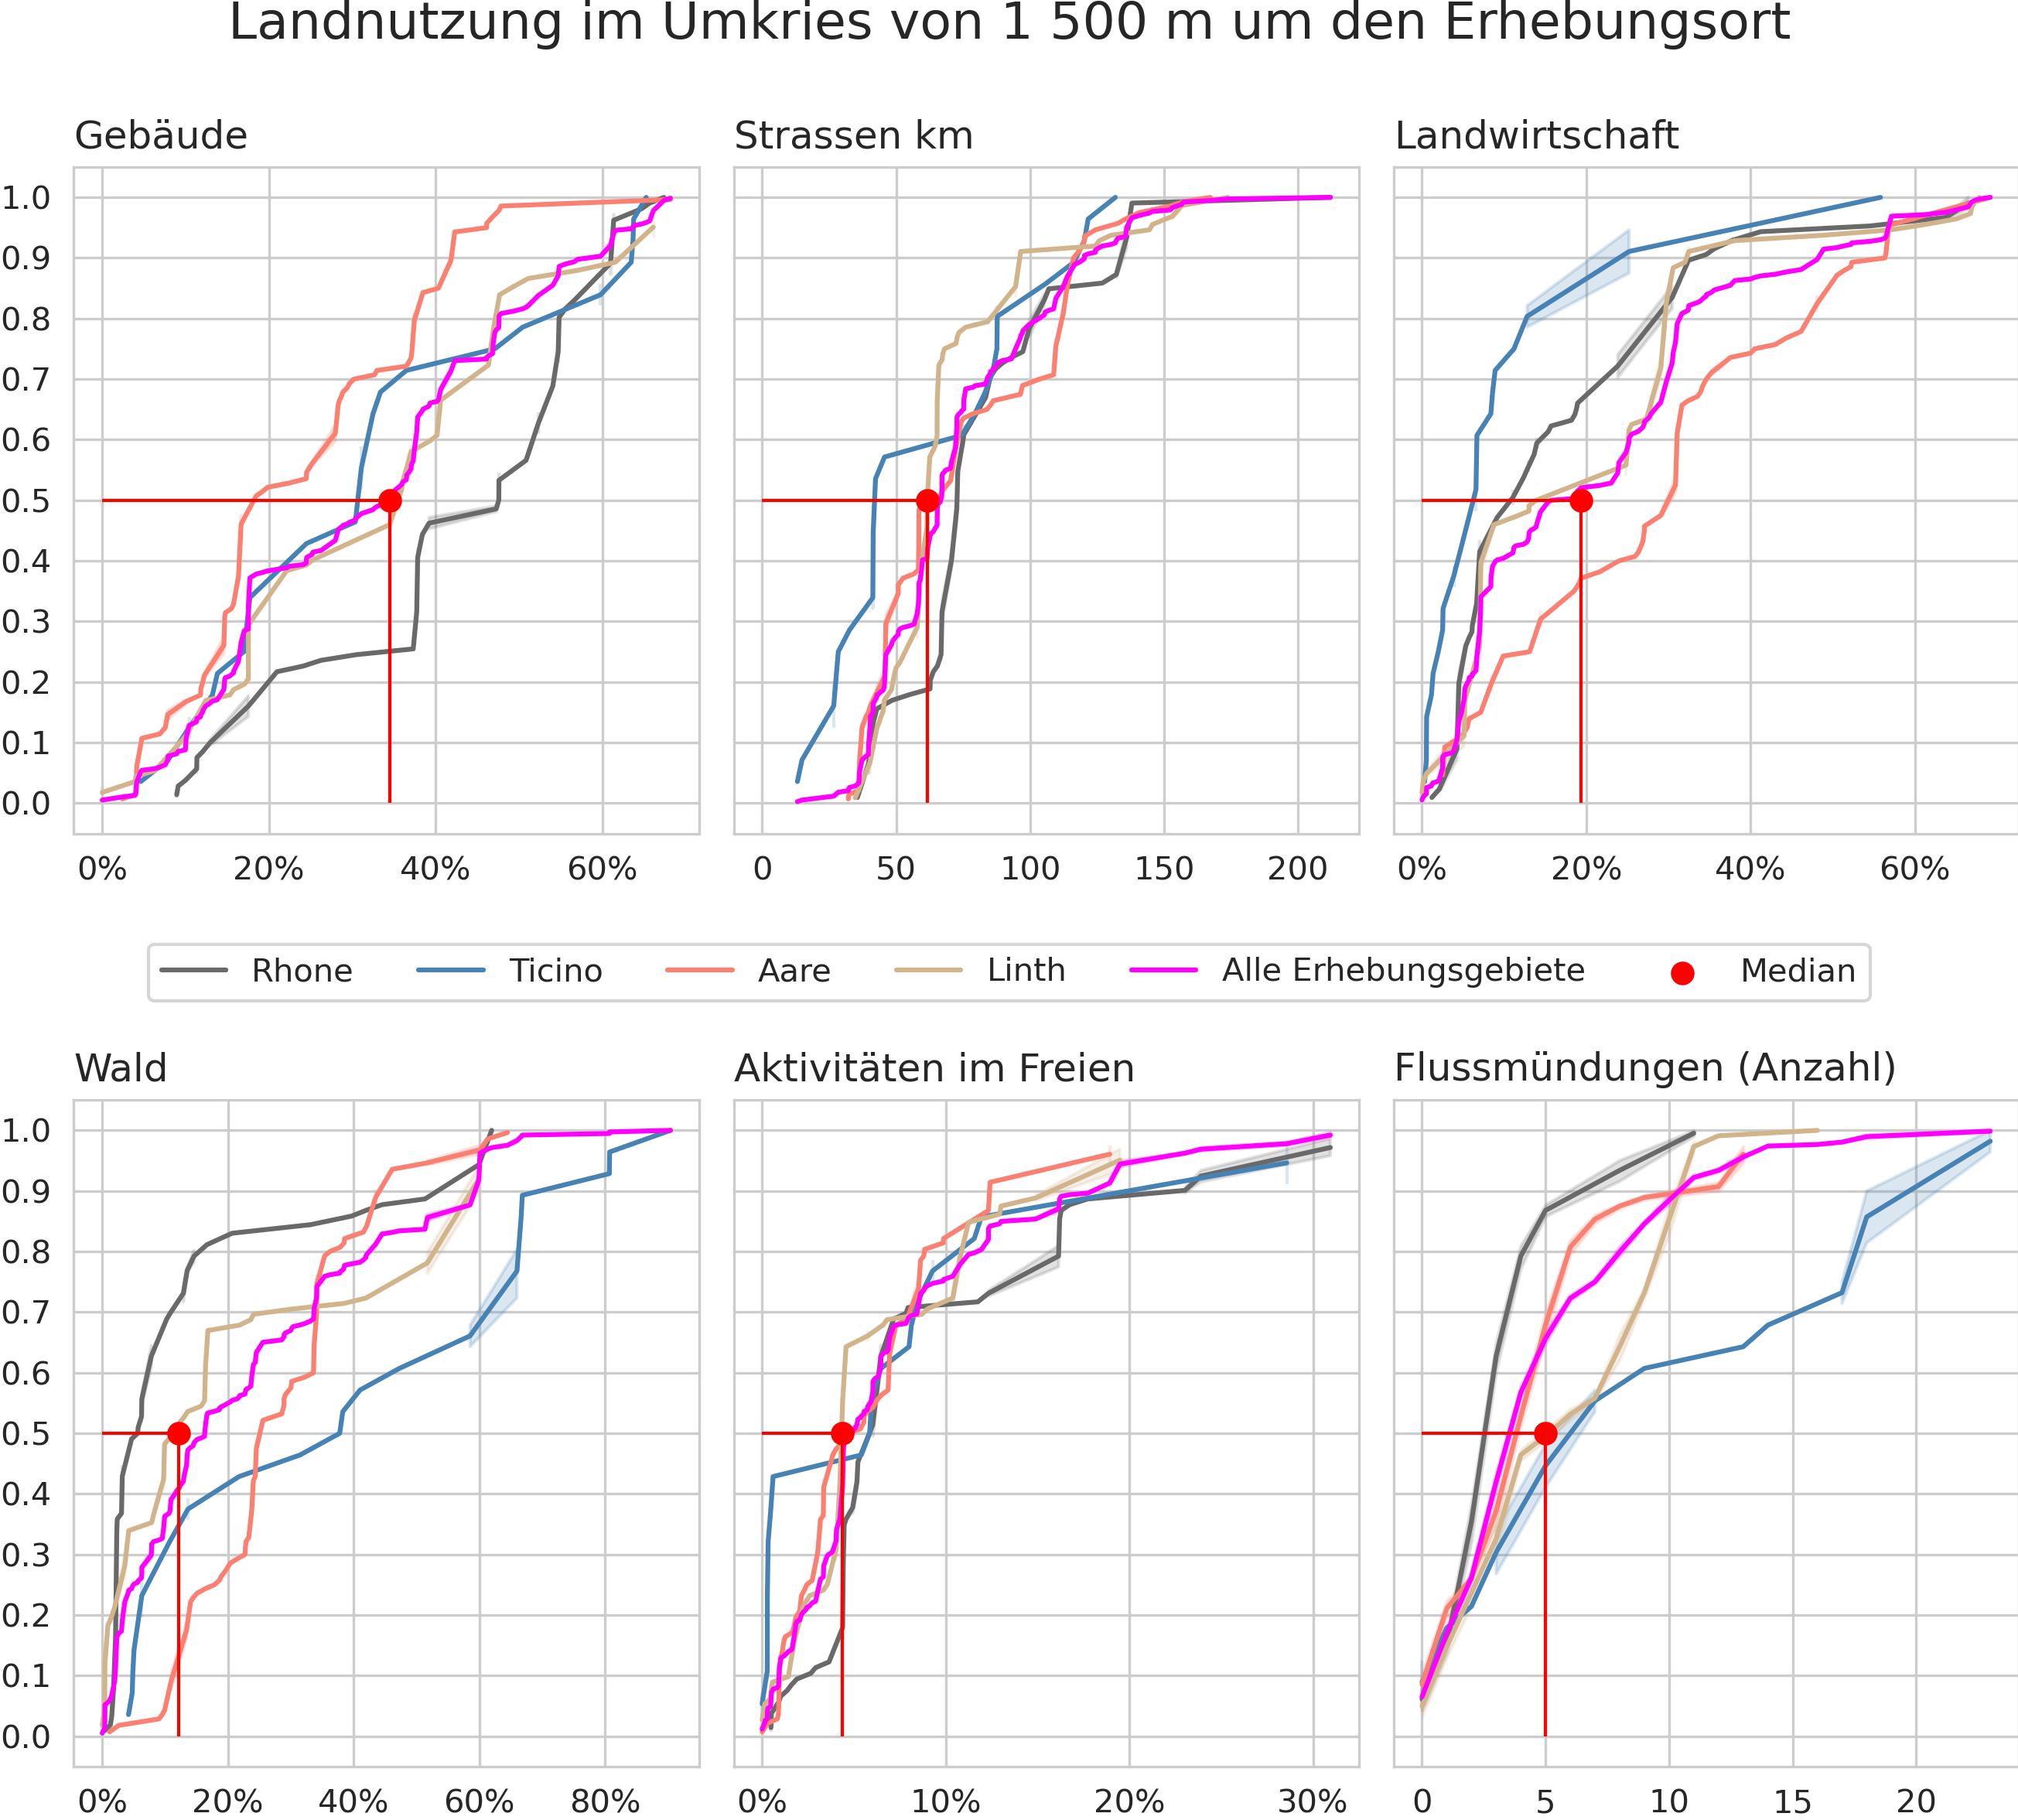 Landnutzung im Umkries von 1 500 m um den Erhebungsort
Gebäude
Strassen km
Landwirtschaft
1.0
0.9
0.8
0.7
0.6
0.5
0.4
0.3
0.2
0.1
0.0
0% 20% 40% 60%
0 50 100 150 200
0% 20% 40% 60%
Rhone Ticino Aare Linth Alle Erhebungsgebiete Median
Wald
Aktivitäten im Freien
Flussmündungen (Anzahl)
1.0
0.9
0.8
0.7
0.6
0.5
0.4
0.3
0.2
0.1
0.0
0% 20% 40% 60% 80%
0% 10% 20% 30%
0 5 10 15 20